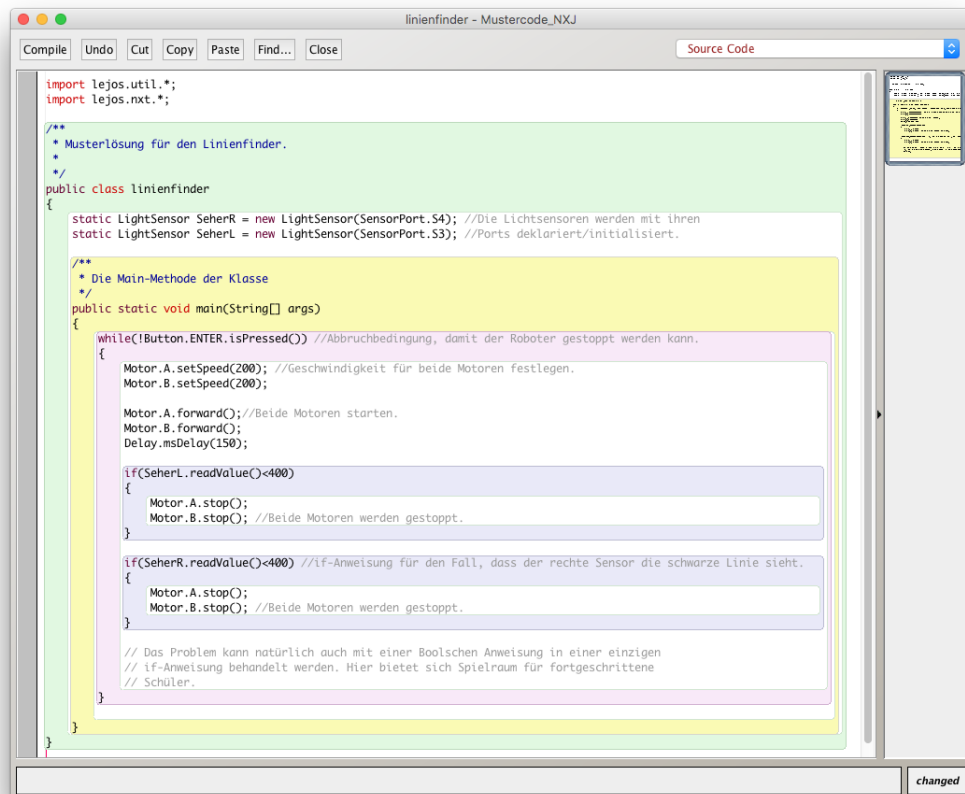 linienfinder - Mustercode_NXJ
Compile Undo Cut Copy Paste Find... Close Source Code
import lejos.util.*;
import lejos.nxt.*;
/**
* Musterlösung für den Linienfinder.
*
*/
public class linienfinder
{
static LightSensor SeherR = new LightSensor(SensorPort.S4); //Die Lichtsensoren werden mit ihren
static LightSensor SeherL = new LightSensor(SensorPort.S3); //Ports deklariert/initialisiert.
/**
* Die Main-Methode der Klasse
*/
public static void main(String[] args)
{
while(!Button.ENTER.isPressed()) //Abbruchbedingung, damit der Roboter gestoppt werden kann.
{
Motor.A.setSpeed(200); //Geschwindigkeit für beide Motoren festlegen.
Motor.B.setSpeed(200);
Motor.A.forward();//Beide Motoren starten.
Motor.B.forward();
Delay.msDelay(150);
if(SeherL.readValue()<400)
{
Motor.A.stop();
Motor.B.stop(); //Beide Motoren werden gestoppt.
}
if(SeherR.readValue()<400) //if-Anweisung für den Fall, dass der rechte Sensor die schwarze Linie sieht.
{
Motor.A.stop();
Motor.B.stop(); //Beide Motoren werden gestoppt.
}
// Das Problem kann natürlich auch mit einer Boolschen Anweisung in einer einzigen
// if-Anweisung behandelt werden. Hier bietet sich Spielraum für fortgeschrittene
// Schüler.
}
}
}
changed